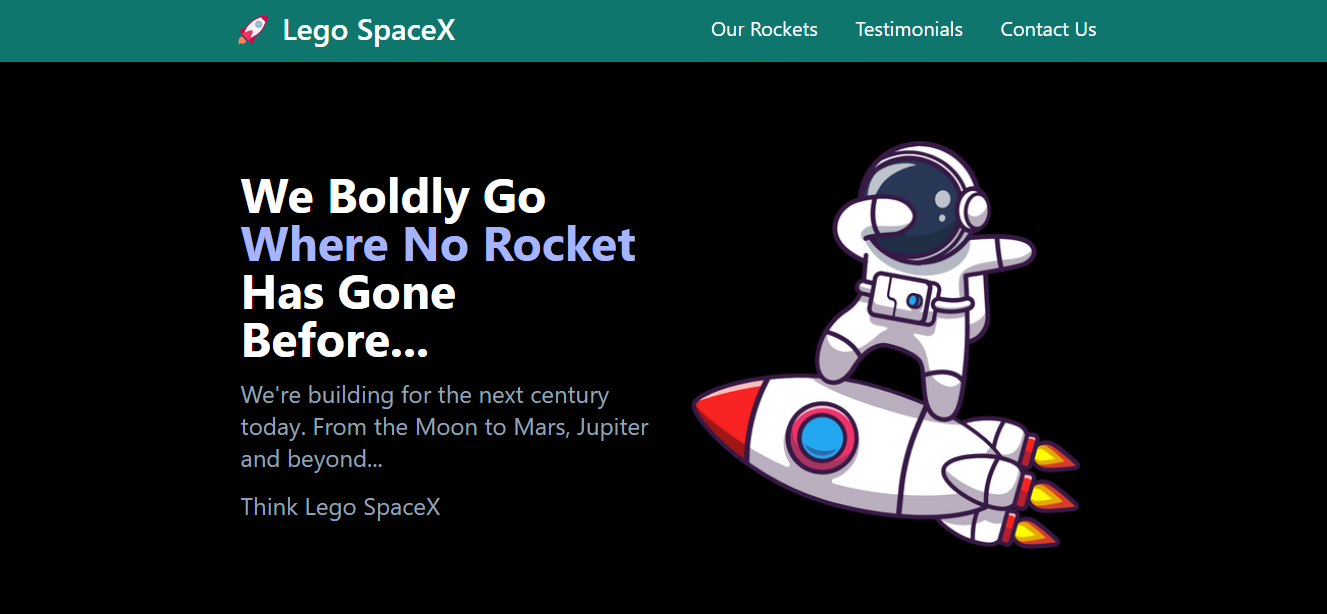 🚀 Lego SpaceX
Our Rockets Testimonials Contact Us
We Boldly Go
Where No Rocket
Has Gone
Before...
We're building for the next century
today. From the Moon to Mars, Jupiter
and beyond...
Think Lego SpaceX